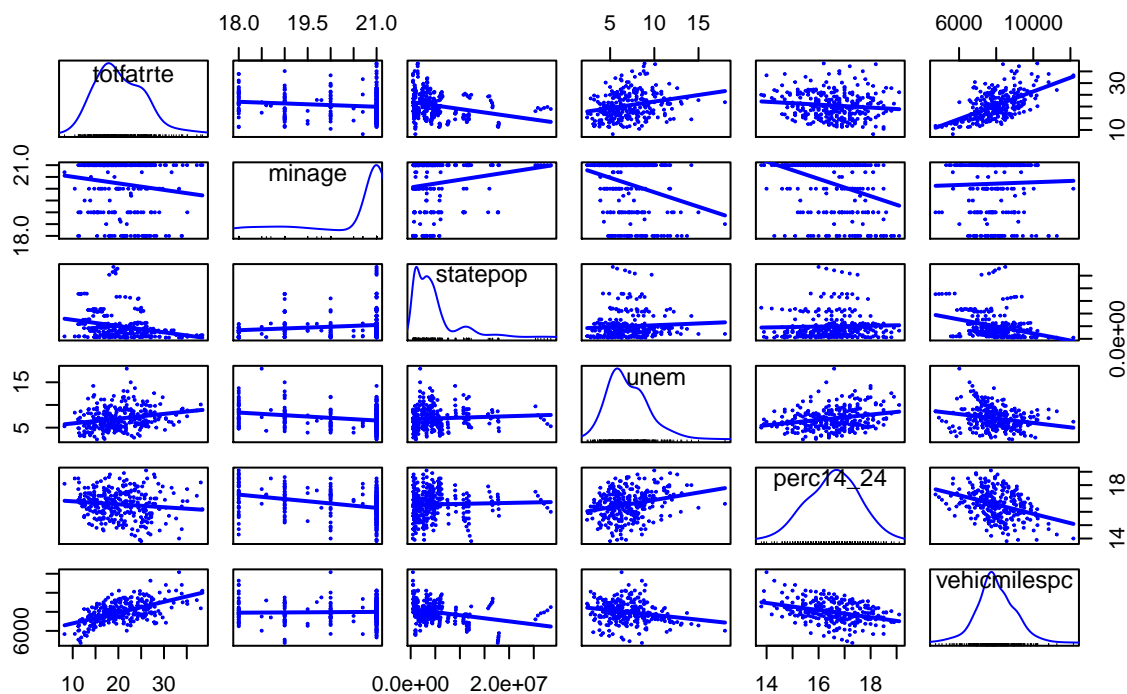 18.0 19.5 21.0
5 10 15
6000 10000
totfatrte
10 30
18.0 21.0
minage
statepop
0.0e+00
5 15
unem
perc14_24
14 16 18
6000
vehicmilespc
10 20 30
0.0e+00 2.0e+07
14 16 18